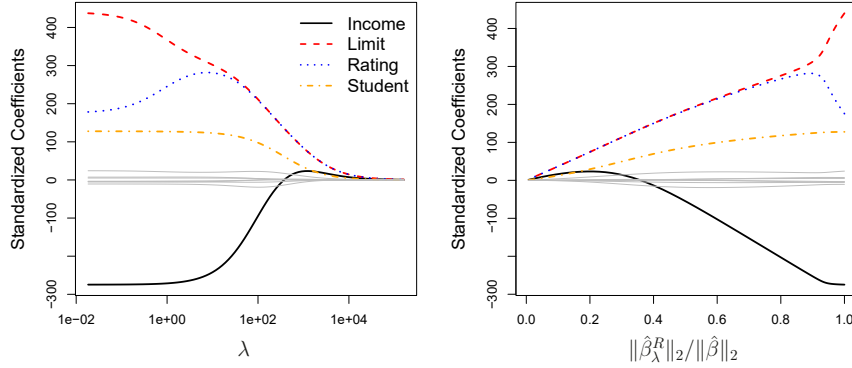 Standardized Coefficients
400
300
200
100
0
-100
-300
1e-02
1e+00
1e+02
1e+04
λ
Income
Limit
Rating
Student
Standardized Coefficients
400
300
200
100
0
-100
-300
0.0
0.2
0.4
0.6
0.8
1.0
‖β̂λᴿ‖₂/‖β̂‖₂